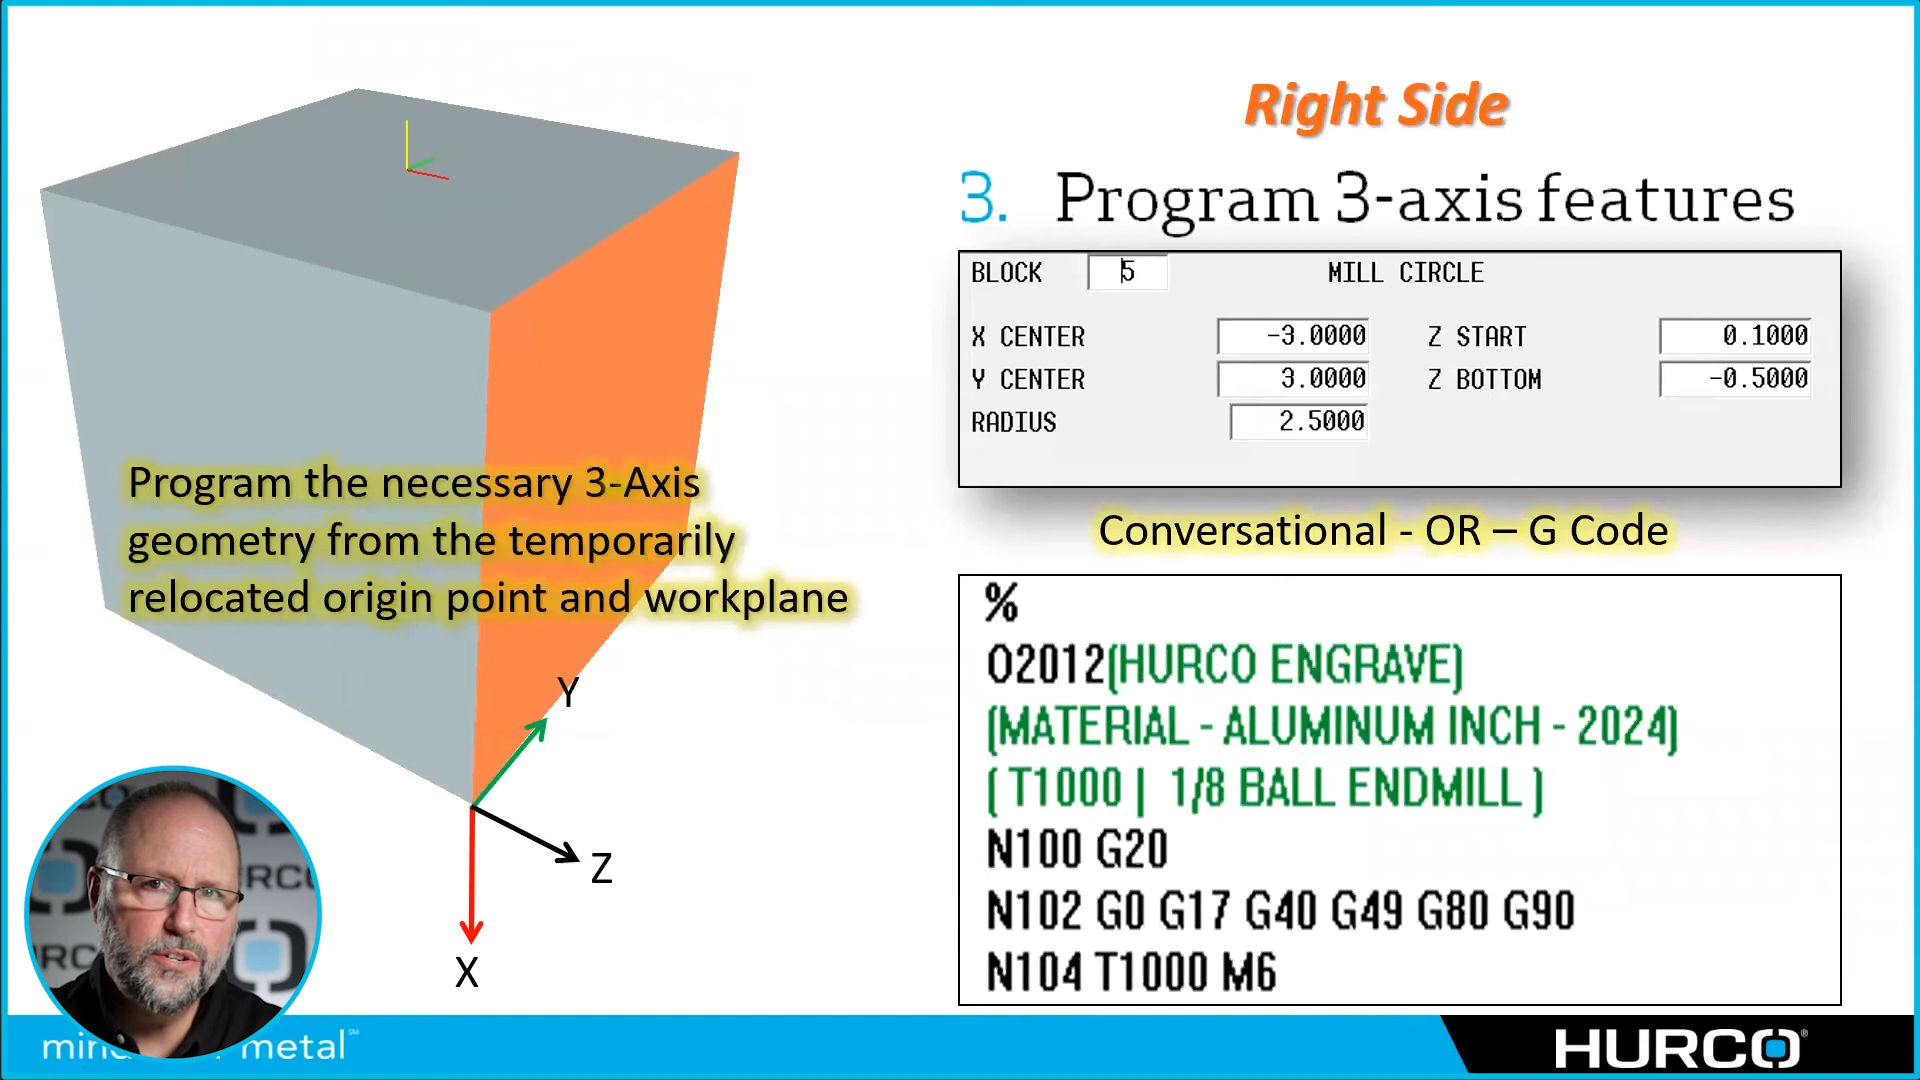 Right Side
3. Program 3-axis features
BLOCK 5 MILL CIRCLE
X CENTER -3.0000 Z START 0.1000
Y CENTER 3.0000 Z BOTTOM -0.5000
RADIUS 2.5000
Program the necessary 3-Axis
geometry from the temporarily
relocated origin point and workplane
Conversational - OR – G Code
%
O2012(HURCO ENGRAVE)
(MATERIAL - ALUMINUM INCH - 2024)
( T1000 | 1/8 BALL ENDMILL )
N100 G20
N102 G0 G17 G40 G49 G80 G90
N104 T1000 M6
Y
Z
X
metal℠
HURCO®